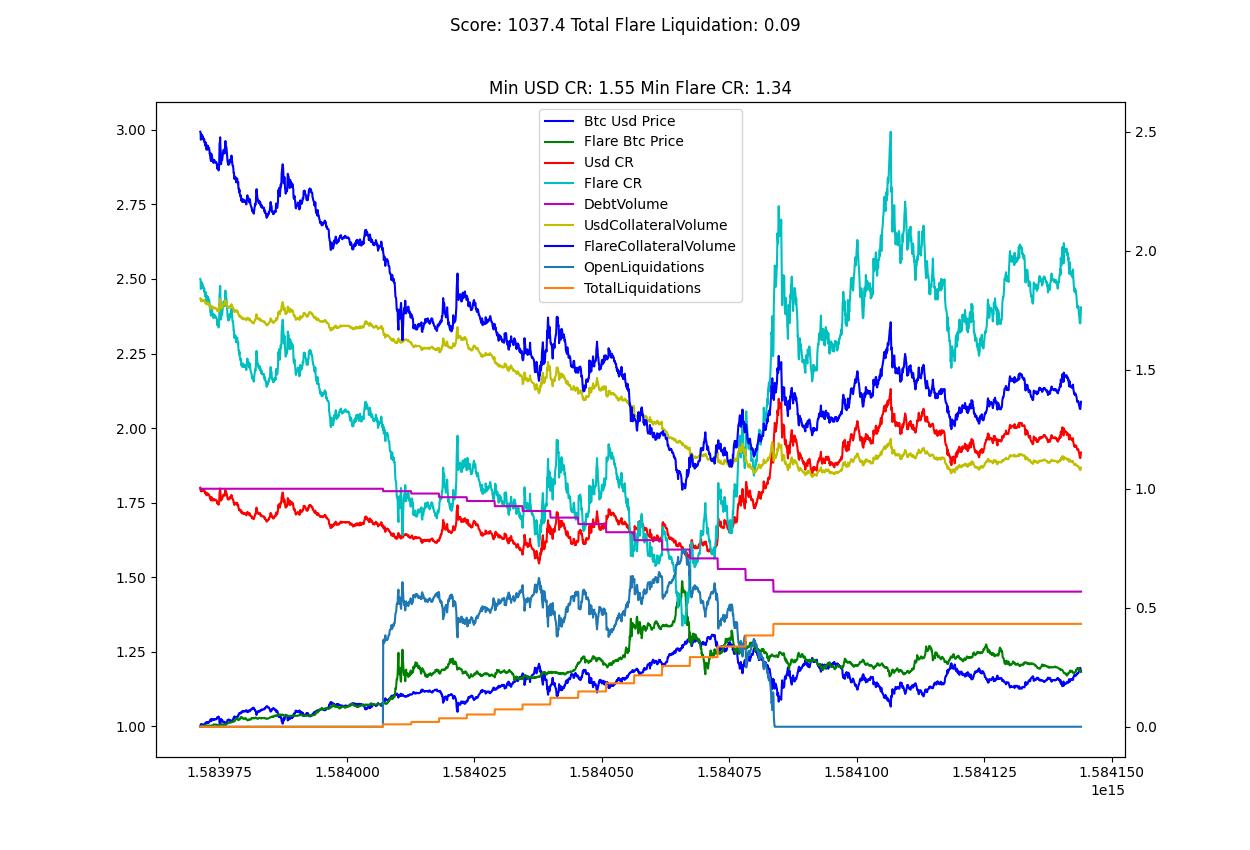 Score: 1037.4 Total Flare Liquidation: 0.09
Min USD CR: 1.55 Min Flare CR: 1.34
Btc Usd Price
Flare Btc Price
Usd CR
Flare CR
DebtVolume
UsdCollateralVolume
FlareCollateralVolume
OpenLiquidations
TotalLiquidations
3.00
2.75
2.50
2.25
2.00
1.75
1.50
1.25
1.00
2.5
2.0
1.5
1.0
0.5
0.0
1.583975
1.584000
1.584025
1.584050
1.584075
1.584100
1.584125
1.584150
1e15